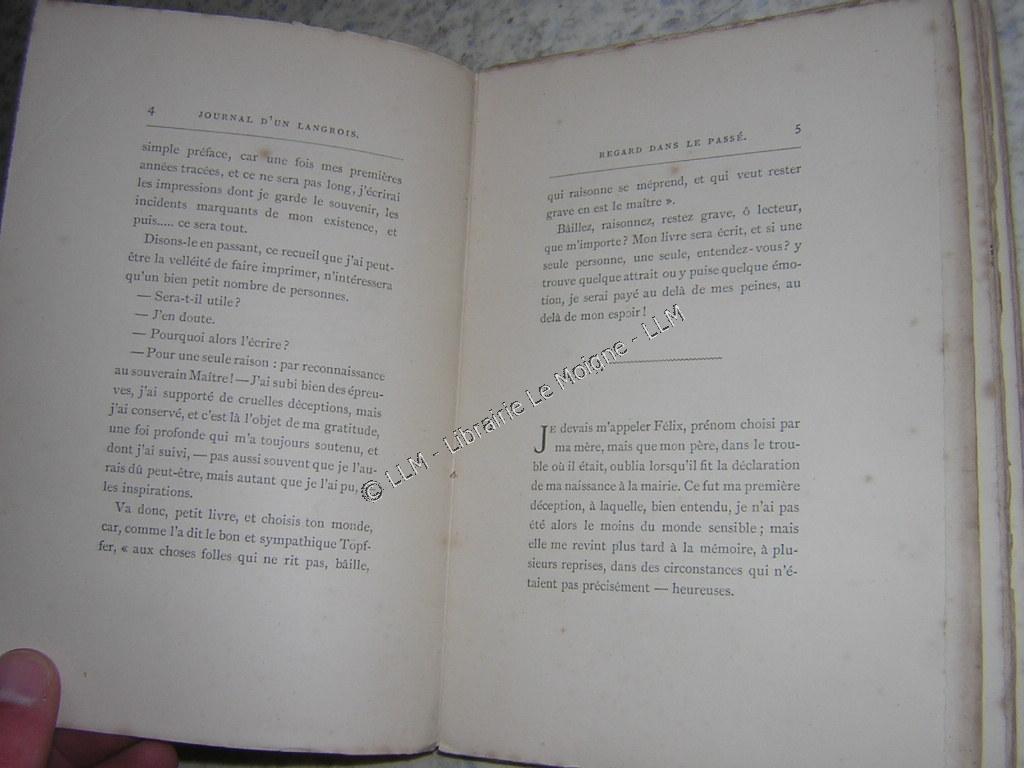 4 JOURNAL D'UN LANGROIS.
simple préface, car une fois mes premières
années tracées, et ce ne sera pas long, j'écrirai
les impressions dont je garde le souvenir, les
incidents marquants de mon existence, et
puis..... ce sera tout.
Disons-le en passant, ce recueil que j'ai peut-
être la velléité de faire imprimer, n'intéressera
qu'un bien petit nombre de personnes.
— Sera-t-il utile?
— J'en doute.
— Pourquoi alors l'écrire?
— Pour une seule raison : par reconnaissance
au souverain Maître! — J'ai subi bien des épreu-
ves, j'ai supporté de cruelles déceptions, mais
j'ai conservé, et c'est là l'objet de ma gratitude,
une foi profonde qui m'a toujours soutenu, et
dont j'ai suivi, — pas aussi souvent que je l'au-
rais dû peut-être, mais autant que je l'ai pu,
les inspirations.
Va donc, petit livre, et choisis ton monde,
car, comme l'a dit le bon et sympathique Töpf-
fer, « aux choses folles qui ne rit pas, bâille,
REGARD DANS LE PASSÉ. 5
qui raisonne se méprend, et qui veut rester
grave en est le maître ».
Bâillez, raisonnez, restez grave, ô lecteur,
que m'importe? Mon livre sera écrit, et si une
seule personne, une seule, entendez-vous? y
trouve quelque attrait ou y puise quelque émo-
tion, je serai payé au delà de mes peines, au
delà de mon espoir!
JE devais m'appeler Félix, prénom choisi par
ma mère, mais que mon père, dans le trou-
ble où il était, oublia lorsqu'il fit la déclaration
de ma naissance à la mairie. Ce fut ma première
déception, à laquelle, bien entendu, je n'ai pas
été alors le moins du monde sensible; mais
elle me revint plus tard à la mémoire, à plu-
sieurs reprises, dans des circonstances qui n'é-
taient pas précisément — heureuses.
© LLM - Librairie Le Moigne - LLM